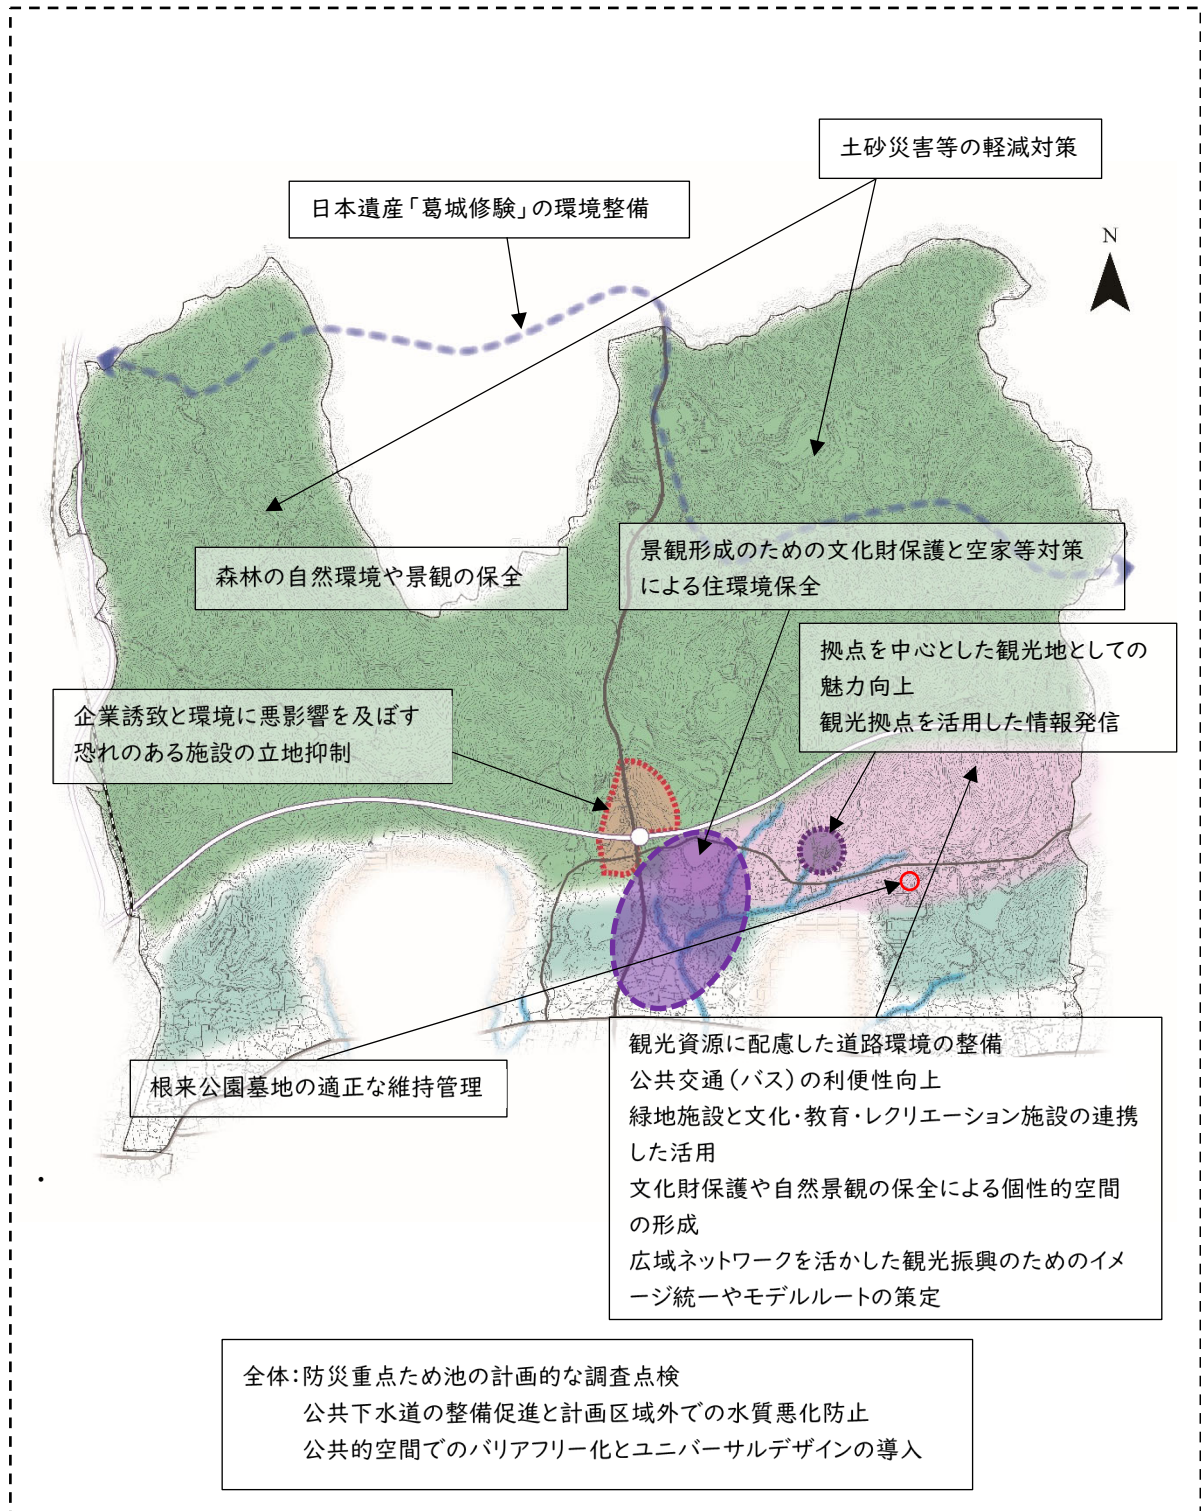 土砂災害等の軽減対策
日本遺産「葛城修験」の環境整備
N
森林の自然環境や景観の保全
景観形成のための文化財保護と空家等対策
による住環境保全
拠点を中心とした観光地としての
魅力向上
観光拠点を活用した情報発信
企業誘致と環境に悪影響を及ぼす
恐れのある施設の立地抑制
根来公園墓地の適正な維持管理
観光資源に配慮した道路環境の整備
公共交通(バス)の利便性向上
緑地施設と文化・教育・レクリエーション施設の連携
した活用
文化財保護や自然景観の保全による個性的空間
の形成
広域ネットワークを活かした観光振興のためのイメ
ージ統一やモデルルートの策定
全体:防災重点ため池の計画的な調査点検
公共下水道の整備促進と計画区域外での水質悪化防止
公共的空間でのバリアフリー化とユニバーサルデザインの導入